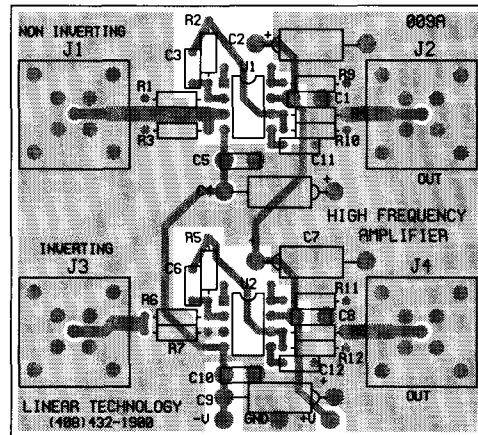 R2
009A
NON INVERTING
C3
C2
J1
U1
J2
R1
R9
C1
R3
R10
C5
C11
C4
OUT
HIGH FREQUENCY
AMPLIFIER
INVERTING
R5
C7
J3
C6
J4
U2
R11
R6
C8
R7
R12
C10
C12
C9
OUT
LINEAR TECHNOLOGY
(408)432-1900
-V
GND
+V